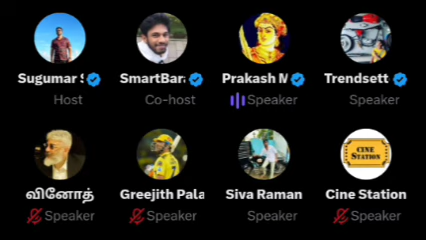 Sugumar S
SmartBara
Prakash M
Trendsett
Host
Co-host
Speaker
Speaker
CINE
STATION
வினோத்
Greejith Pala
Siva Raman
Cine Station
Speaker
Speaker
Speaker
Speaker